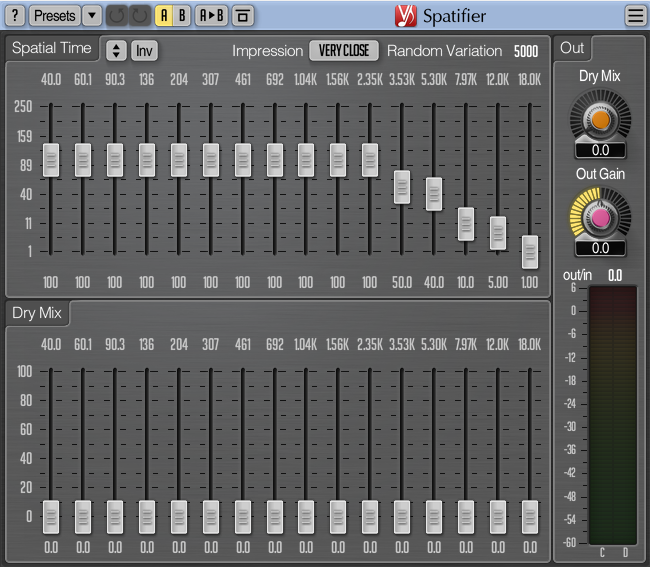 ? Presets A B A▸B Spatifier
Spatial Time Inv Impression VERY CLOSE Random Variation 5000 Out
40.0 60.1 90.3 136 204 307 461 692 1.04K 1.56K 2.35K 3.53K 5.30K 7.97K 12.0K 18.0K
250
159
89
40
11
1
100 100 100 100 100 100 100 100 100 100 100 50.0 40.0 10.0 5.00 1.00
Dry Mix
40.0 60.1 90.3 136 204 307 461 692 1.04K 1.56K 2.35K 3.53K 5.30K 7.97K 12.0K 18.0K
100
80
60
40
20
0
0.0 0.0 0.0 0.0 0.0 0.0 0.0 0.0 0.0 0.0 0.0 0.0 0.0 0.0 0.0 0.0
Dry Mix
0.0
Out Gain
0.0
out/in 0.0
6
0
-6
-12
-18
-24
-30
-36
-42
-48
-54
-60
C D